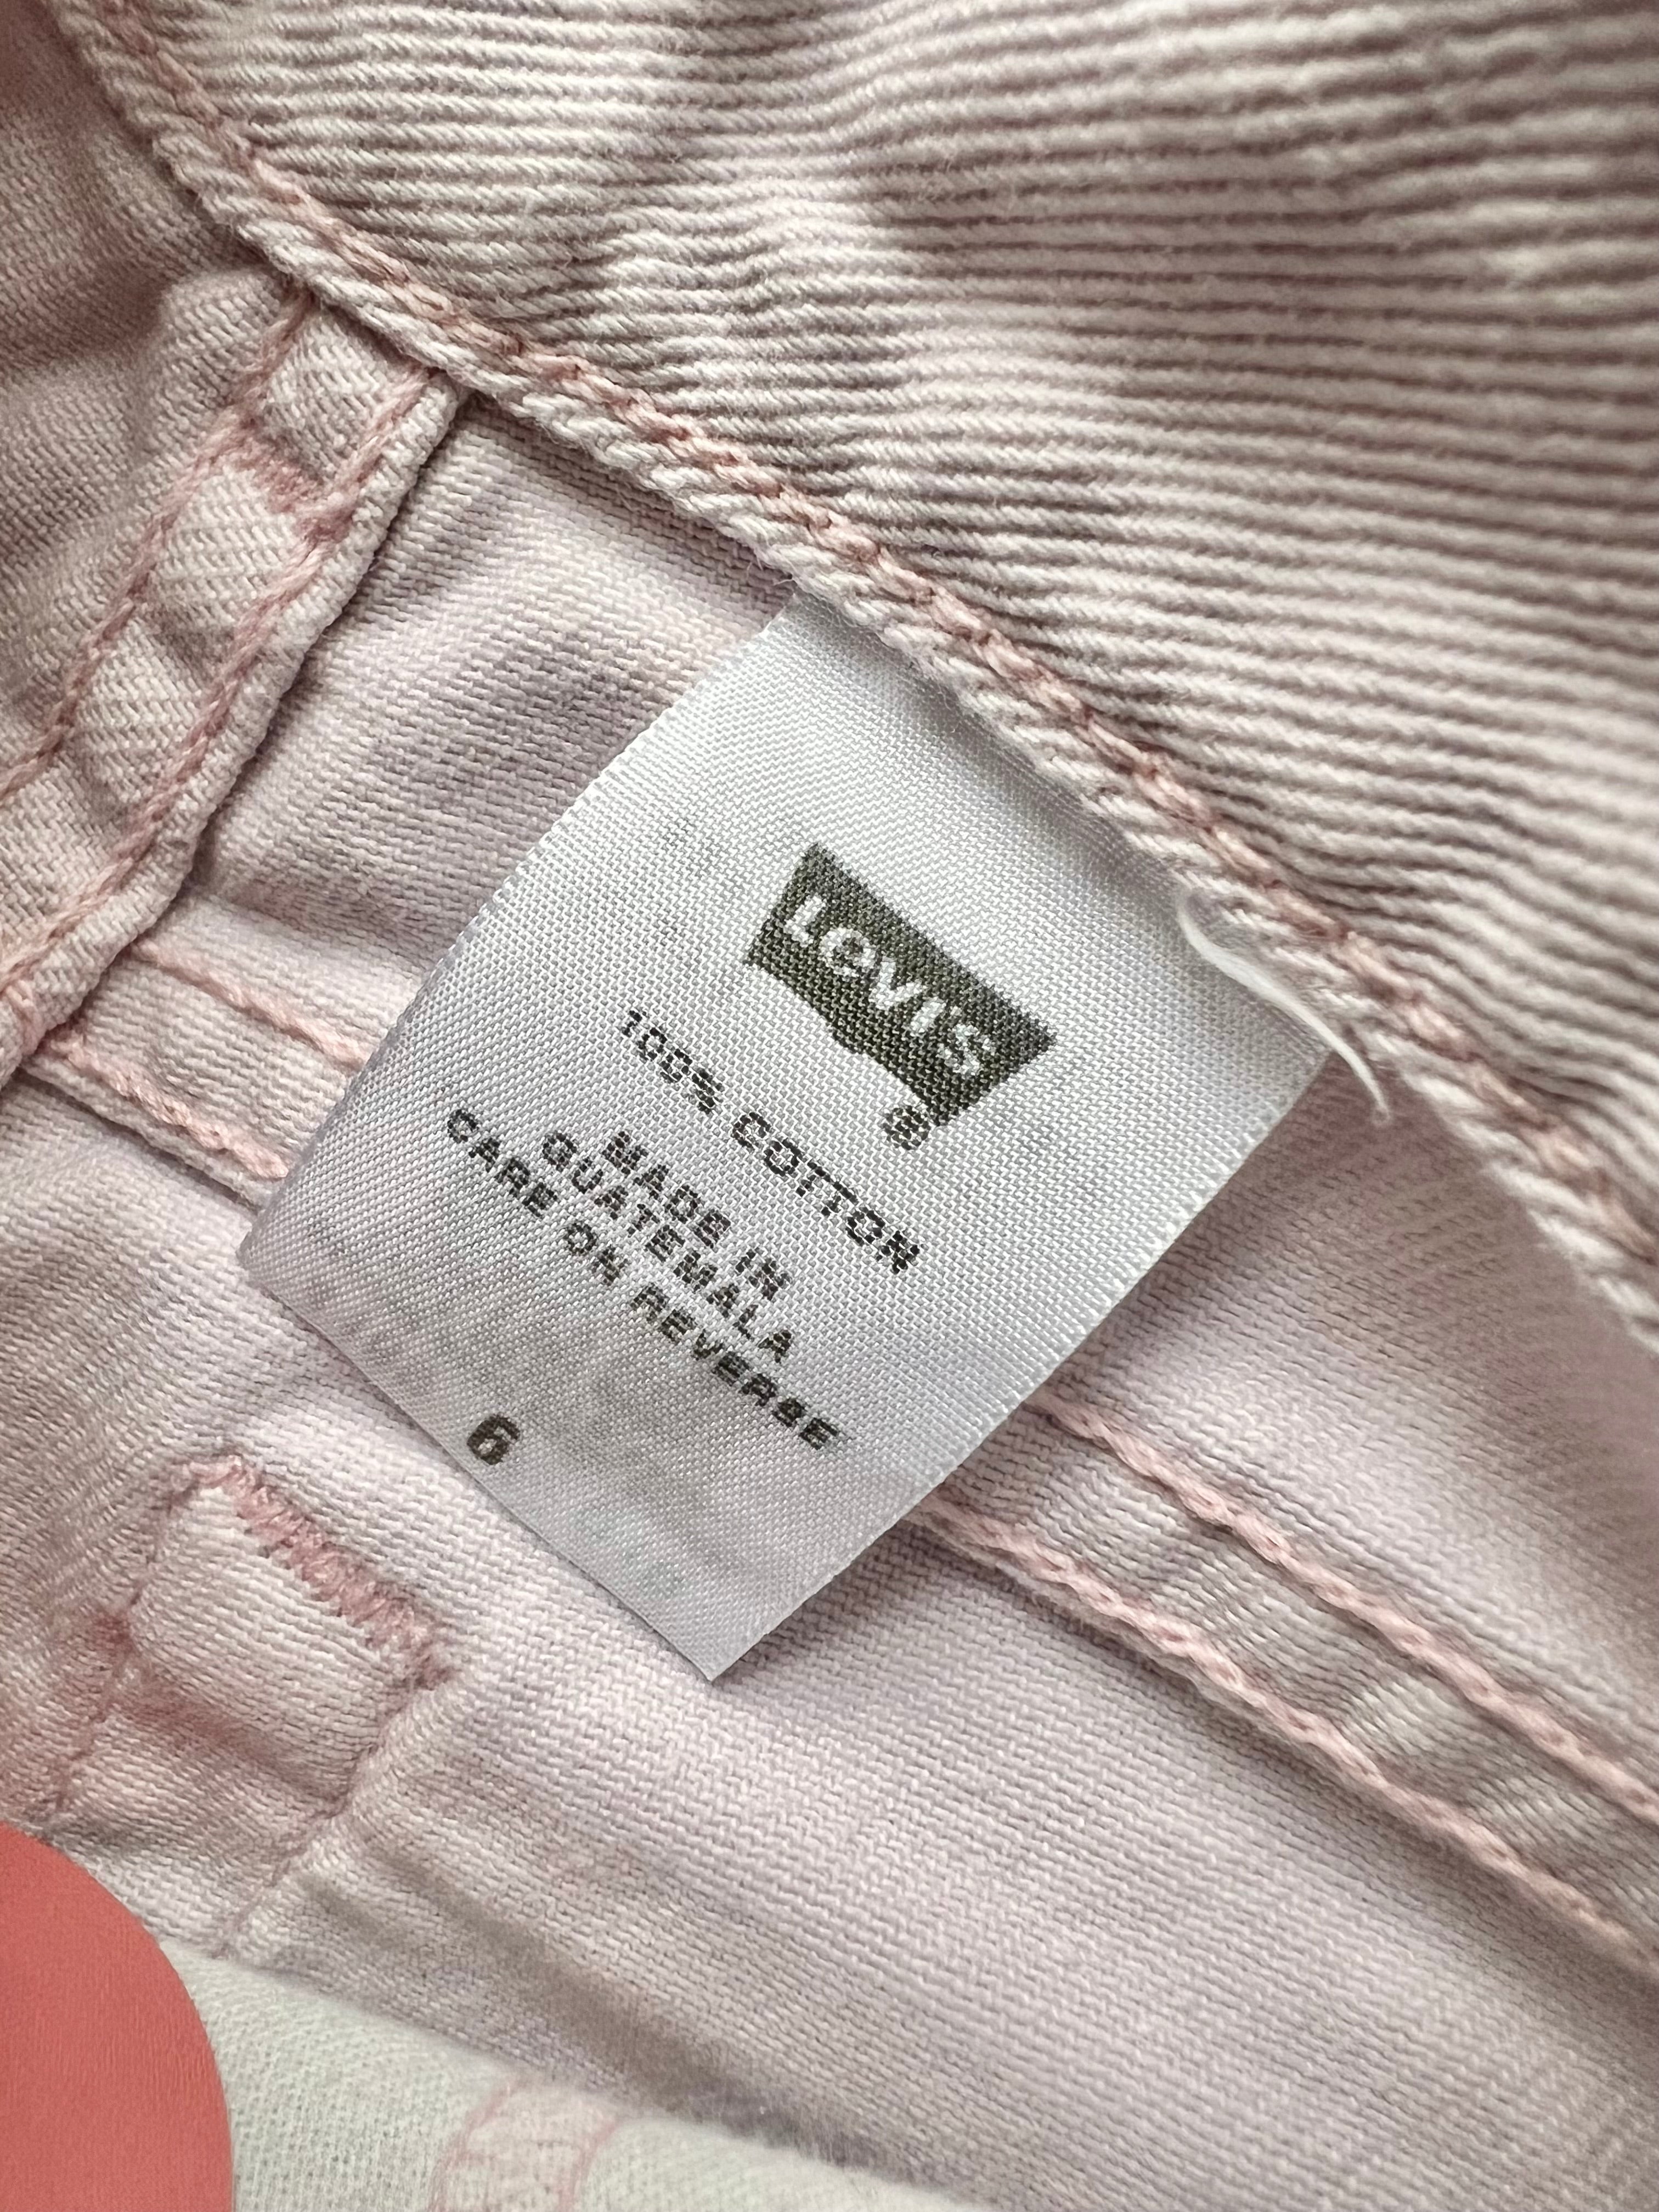 Levi's
®
100% COTTON
MADE IN
GUATEMALA
CARE ON REVERSE
6